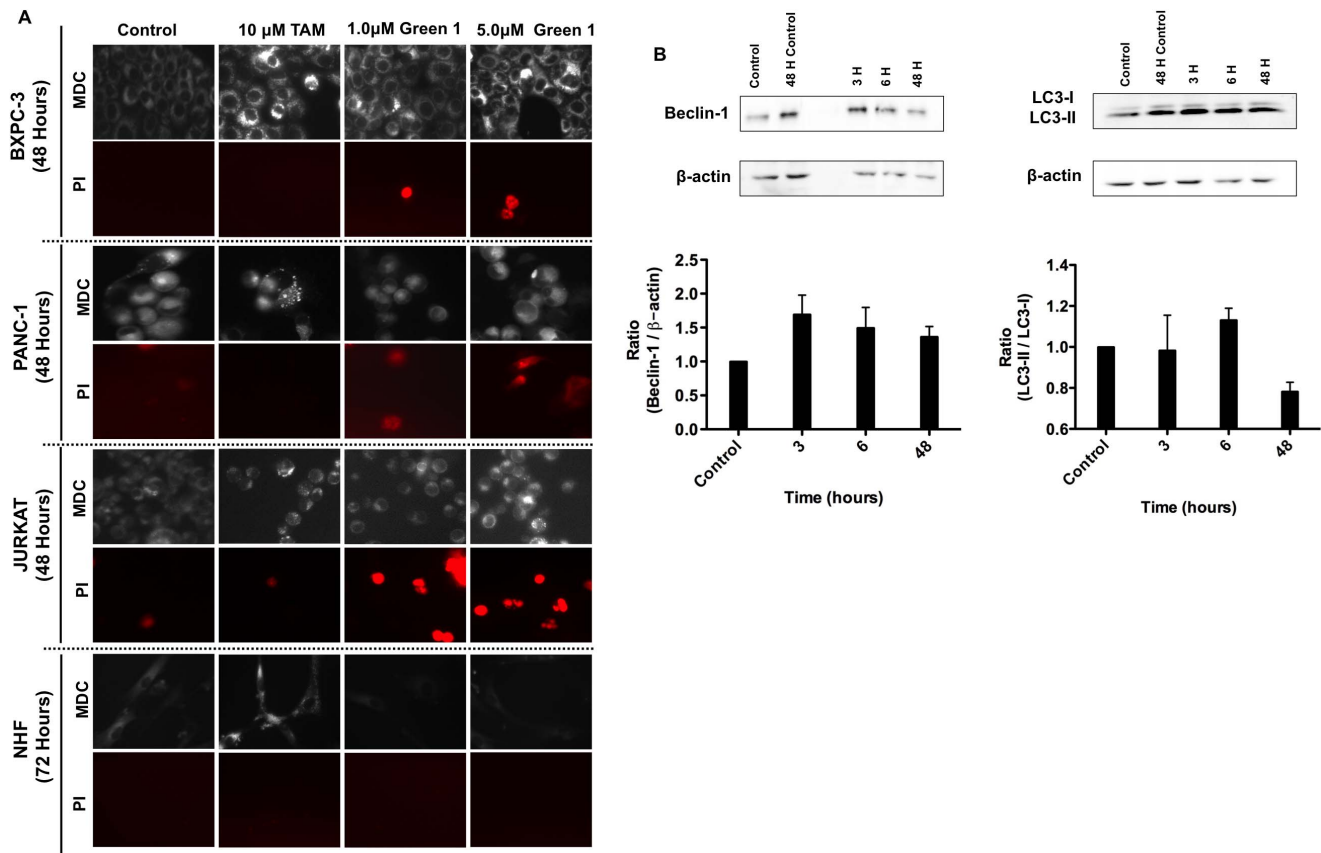 A
Control
10 µM TAM
1.0µM Green 1
5.0µM Green 1
BXPC-3
(48 Hours)
MDC
PI
PANC-1
(48 Hours)
MDC
PI
JURKAT
(48 Hours)
MDC
PI
NHF
(72 Hours)
MDC
PI
B
Control
48 H Control
3 H
6 H
48 H
Beclin-1
β-actin
Ratio
(Beclin-1 / β−actin)
2.5
2.0
1.5
1.0
0.5
0.0
Control
3
6
48
Time (hours)
Control
48 H Control
3 H
6 H
48 H
LC3-I
LC3-II
β-actin
Ratio
(LC3-II / LC3-I)
1.4
1.2
1.0
0.8
0.6
Control
3
6
48
Time (hours)